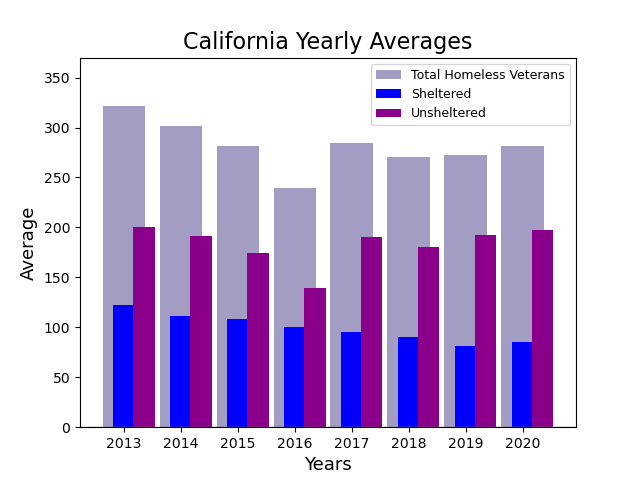 California Yearly Averages
Total Homeless Veterans
Sheltered
Unsheltered
350
300
250
200
150
100
50
0
Average
2013 2014 2015 2016 2017 2018 2019 2020
Years